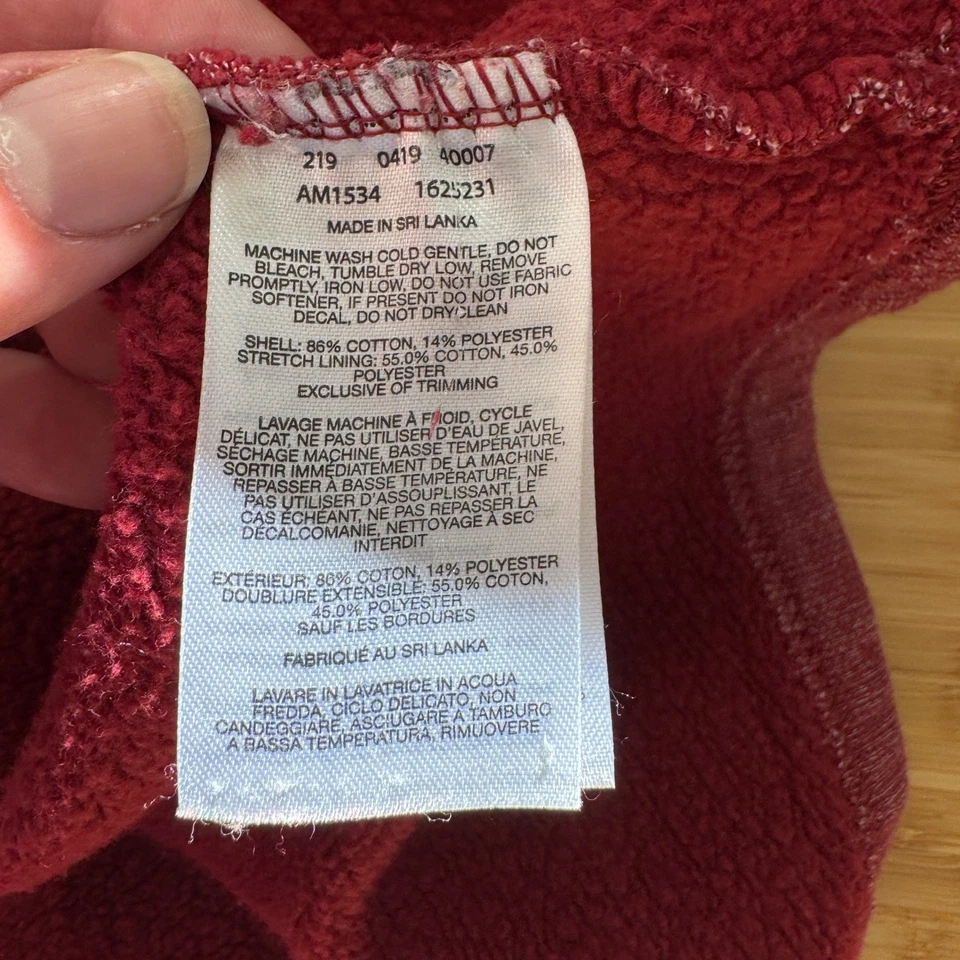 219 0419 40007
AM1534 1625231
MADE IN SRI LANKA
MACHINE WASH COLD GENTLE, DO NOT
BLEACH, TUMBLE DRY LOW, REMOVE
PROMPTLY, IRON LOW, DO NOT USE FABRIC
SOFTENER, IF PRESENT DO NOT IRON
DECAL, DO NOT DRYCLEAN
SHELL: 86% COTTON, 14% POLYESTER
STRETCH LINING: 55.0% COTTON, 45.0%
POLYESTER
EXCLUSIVE OF TRIMMING
LAVAGE MACHINE À FROID, CYCLE
DÉLICAT, NE PAS UTILISER D'EAU DE JAVEL,
SÉCHAGE MACHINE, BASSE TEMPÉRATURE,
SORTIR IMMÉDIATEMENT DE LA MACHINE,
REPASSER À BASSE TEMPÉRATURE, NE
PAS UTILISER D'ASSOUPLISSANT, LE
CAS ÉCHEANT, NE PAS REPASSER LA
DÉCALCOMANIE, NETTOYAGE À SEC
INTERDIT
EXTÉRIEUR: 86% COTON, 14% POLYESTER
DOUBLURE EXTENSIBLE: 55.0% COTON,
45.0% POLYESTER
SAUF LES BORDURES
FABRIQUÉ AU SRI LANKA
LAVARE IN LAVATRICE IN ACQUA
FREDDA, CICLO DELICATO, NON
CANDEGGIARE, ASCIUGARE A TAMBURO
A BASSA TEMPERATURA, RIMUOVERE